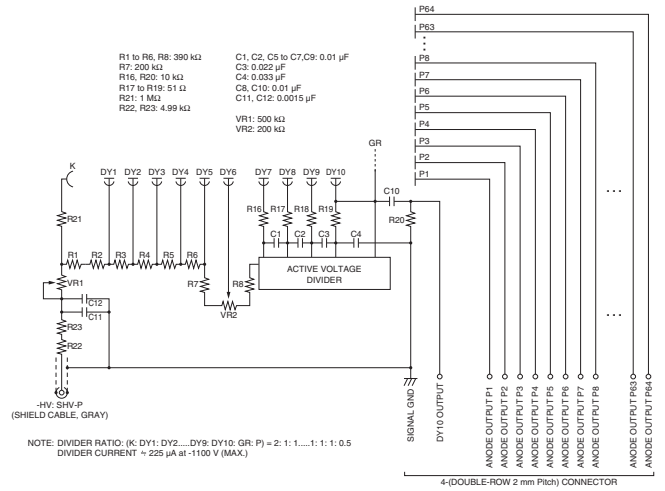 R1 to R6, R8: 390 kΩ
R7: 200 kΩ
R16, R20: 10 kΩ
R17 to R19: 51 Ω
R21: 1 MΩ
R22, R23: 4.99 kΩ
C1, C2, C5 to C7,C9: 0.01 µF
C3: 0.022 µF
C4: 0.033 µF
C8, C10: 0.01 µF
C11, C12: 0.0015 µF
VR1: 500 kΩ
VR2: 200 kΩ
P64
P63
P8
P7
P6
P5
P4
P3
P2
P1
GR
K
DY1
DY2
DY3
DY4
DY5
DY6
DY7
DY8
DY9
DY10
C10
R21
R16
R17
R18
R19
R20
C1
C2
C3
C4
R1
R2
R3
R4
R5
R6
R7
R8
ACTIVE VOLTAGE
DIVIDER
VR1
VR2
C12
C11
R23
R22
-HV: SHV-P
(SHIELD CABLE, GRAY)
SIGNAL GND
DY10 OUTPUT
ANODE OUTPUT P1
ANODE OUTPUT P2
ANODE OUTPUT P3
ANODE OUTPUT P4
ANODE OUTPUT P5
ANODE OUTPUT P6
ANODE OUTPUT P7
ANODE OUTPUT P8
ANODE OUTPUT P63
ANODE OUTPUT P64
NOTE: DIVIDER RATIO: (K: DY1: DY2.....DY9: DY10: GR: P) = 2: 1: 1.....1: 1: 1: 0.5
DIVIDER CURRENT ≒ 225 µA at -1100 V (MAX.)
4-(DOUBLE-ROW 2 mm Pitch) CONNECTOR